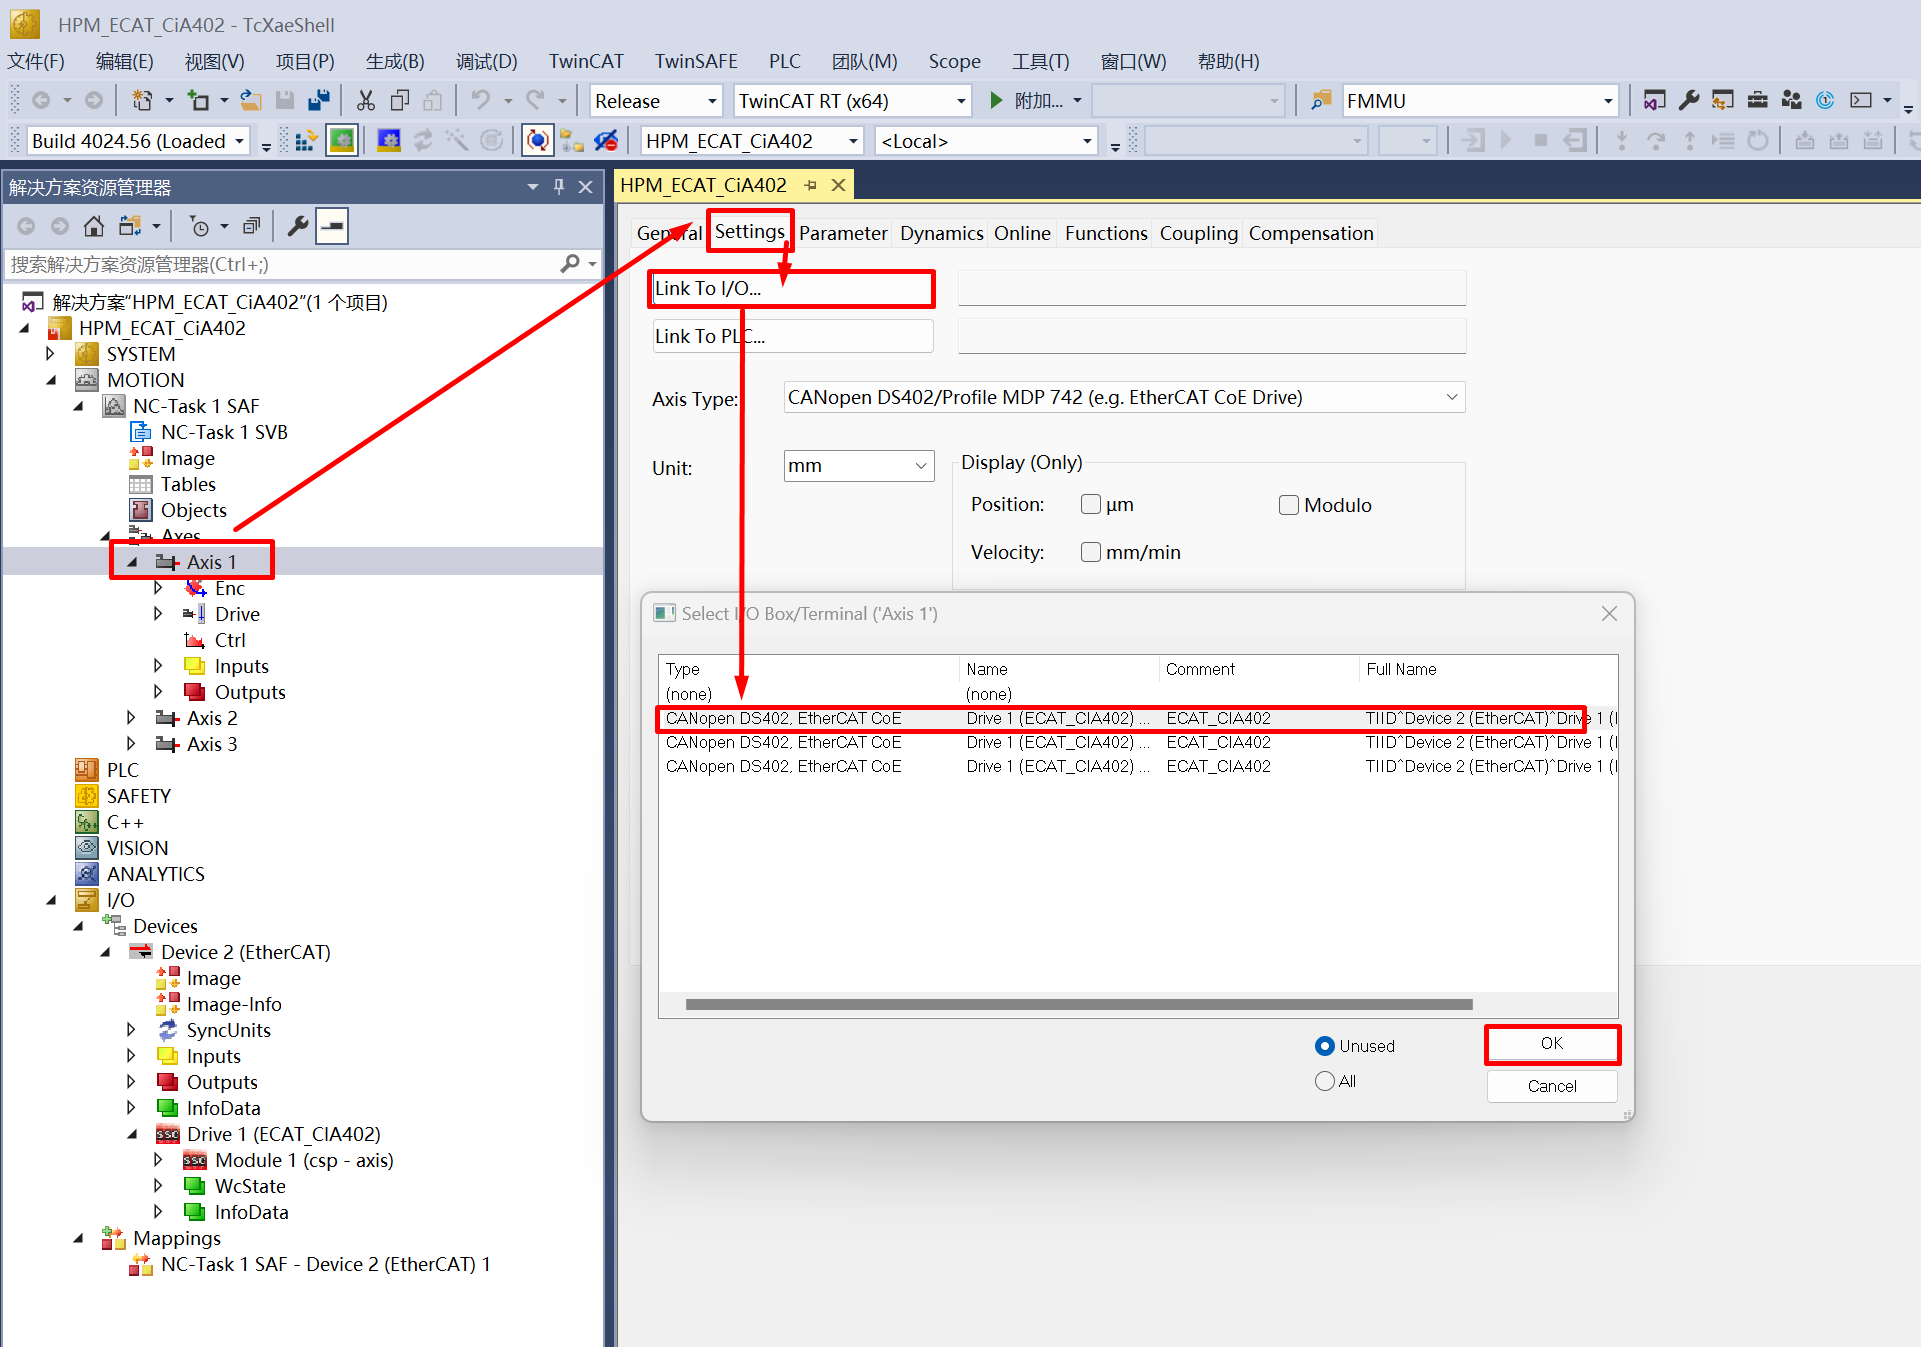 HPM_ECAT_CiA402 - TcXaeShell
文件(F) 编辑(E) 视图(V) 项目(P) 生成(B) 调试(D) TwinCAT TwinSAFE PLC 团队(M) Scope 工具(T) 窗口(W) 帮助(H)
Release TwinCAT RT (x64) 附加... FMMU
Build 4024.56 (Loaded HPM_ECAT_CiA402 <Local>
解决方案资源管理器
搜索解决方案资源管理器(Ctrl+;)
解决方案"HPM_ECAT_CiA402"(1 个项目)
HPM_ECAT_CiA402
SYSTEM
MOTION
NC-Task 1 SAF
NC-Task 1 SVB
Image
Tables
Objects
Axes
Axis 1
Enc
Drive
Ctrl
Inputs
Outputs
Axis 2
Axis 3
PLC
SAFETY
C++
VISION
ANALYTICS
I/O
Devices
Device 2 (EtherCAT)
Image
Image-Info
SyncUnits
Inputs
Outputs
InfoData
Drive 1 (ECAT_CIA402)
Module 1 (csp - axis)
WcState
InfoData
Mappings
NC-Task 1 SAF - Device 2 (EtherCAT) 1
HPM_ECAT_CiA402
General Settings Parameter Dynamics Online Functions Coupling Compensation
Link To I/O...
Link To PLC...
Axis Type: CANopen DS402/Profile MDP 742 (e.g. EtherCAT CoE Drive)
Unit: mm
Display (Only)
Position: µm Modulo
Velocity: mm/min
Select I/O Box/Terminal ('Axis 1')
Type Name Comment Full Name
(none) (none)
CANopen DS402, EtherCAT CoE Drive 1 (ECAT_CIA402) ... ECAT_CIA402 TIID^Device 2 (EtherCAT)^Drive 1 (
CANopen DS402, EtherCAT CoE Drive 1 (ECAT_CIA402) ... ECAT_CIA402 TIID^Device 2 (EtherCAT)^Drive 1 (
CANopen DS402, EtherCAT CoE Drive 1 (ECAT_CIA402) ... ECAT_CIA402 TIID^Device 2 (EtherCAT)^Drive 1 (
Unused
All
OK
Cancel